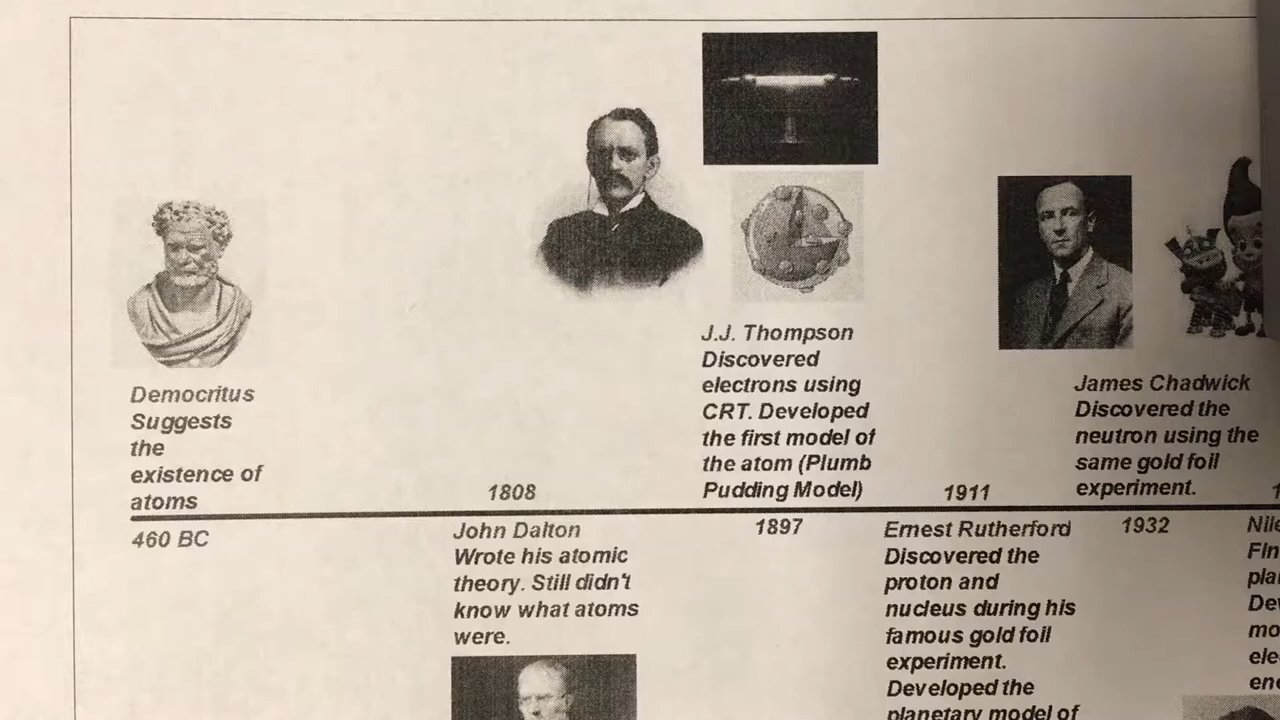 Democritus
Suggests
the
existence of
atoms
460 BC
1808
John Dalton
Wrote his atomic
theory. Still didn't
know what atoms
were.
J.J. Thompson
Discovered
electrons using
CRT. Developed
the first model of
the atom (Plumb
Pudding Model)
1897
1911
Ernest Rutherford
Discovered the
proton and
nucleus during his
famous gold foil
experiment.
Developed the
planetary model of
James Chadwick
Discovered the
neutron using the
same gold foil
experiment.
1932